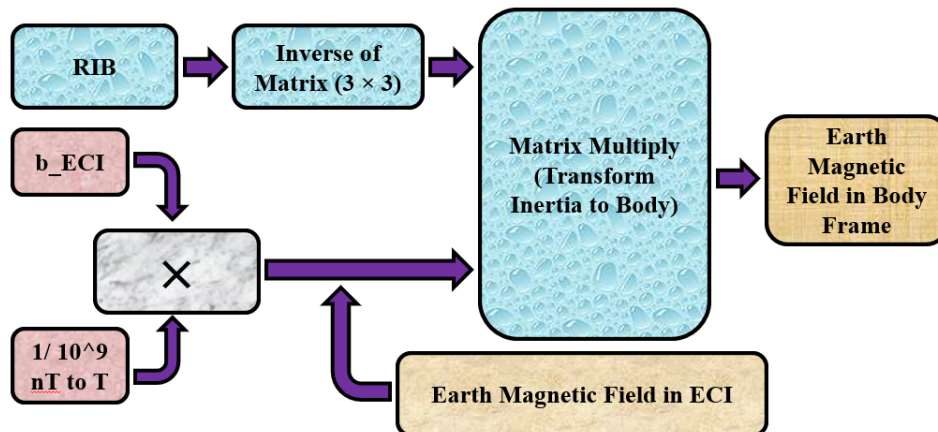 RIB
Inverse of
Matrix (3 × 3)
b_ECI
×
1/ 10^9
nT to T
Matrix Multiply
(Transform
Inertia to Body)
Earth
Magnetic
Field in Body
Frame
Earth Magnetic Field in ECI